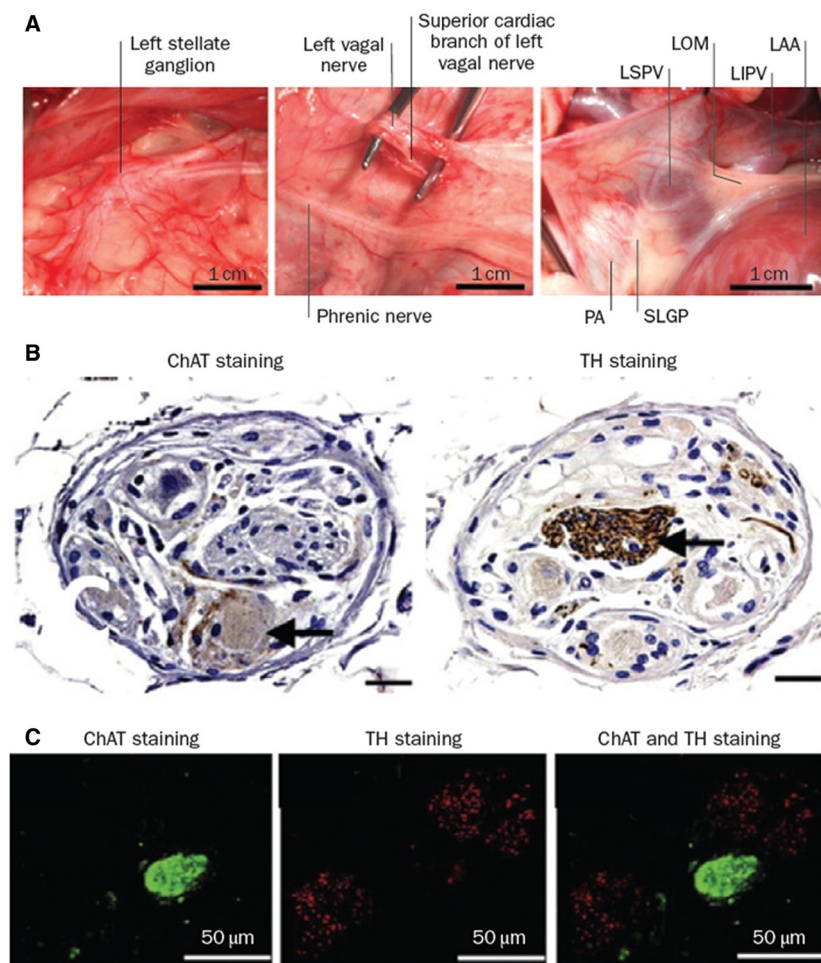 A
Left stellate
ganglion
Left vagal
nerve
Superior cardiac
branch of left
vagal nerve
LSPV
LOM
LIPV
LAA
1 cm
1 cm
1 cm
Phrenic nerve
PA
SLGP
B
ChAT staining
TH staining
C
ChAT staining
TH staining
ChAT and TH staining
50 μm
50 μm
50 μm